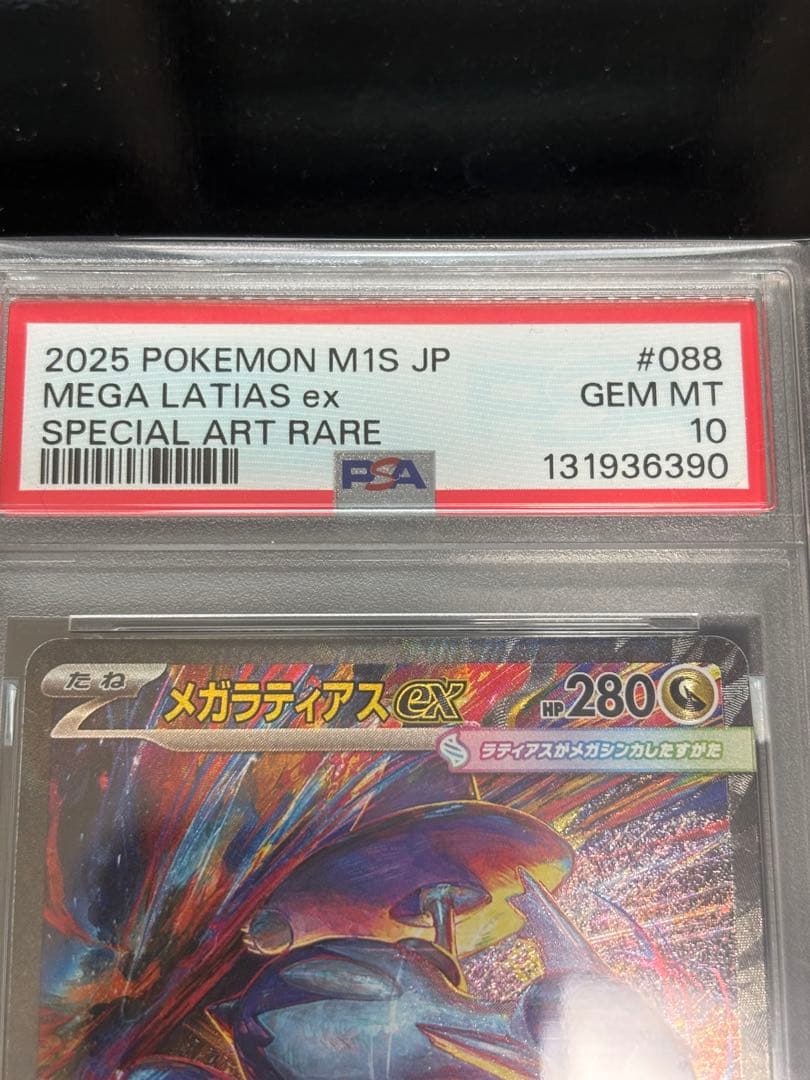 2025 POKEMON M1S JP #088
MEGA LATIAS ex GEM MT
SPECIAL ART RARE 10
PSA 131936390
たね メガラティアスex HP280
ラティアスがメガシンカしたすがた